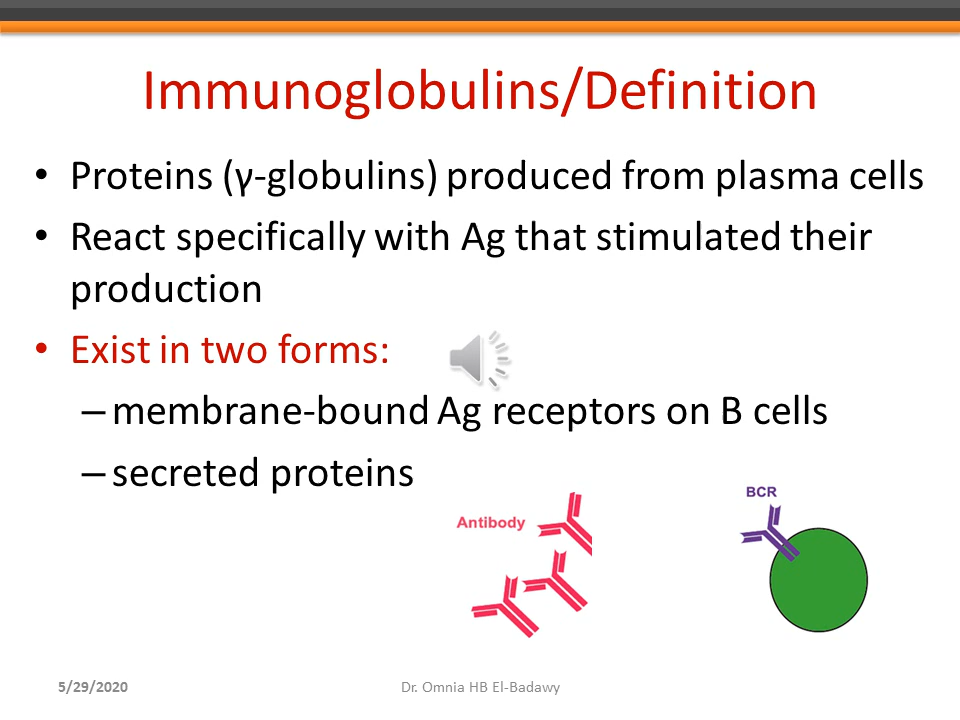 Immunoglobulins/Definition
• Proteins (γ-globulins) produced from plasma cells
• React specifically with Ag that stimulated their
production
• Exist in two forms:
– membrane-bound Ag receptors on B cells
– secreted proteins
Antibody
BCR
5/29/2020
Dr. Omnia HB El-Badawy